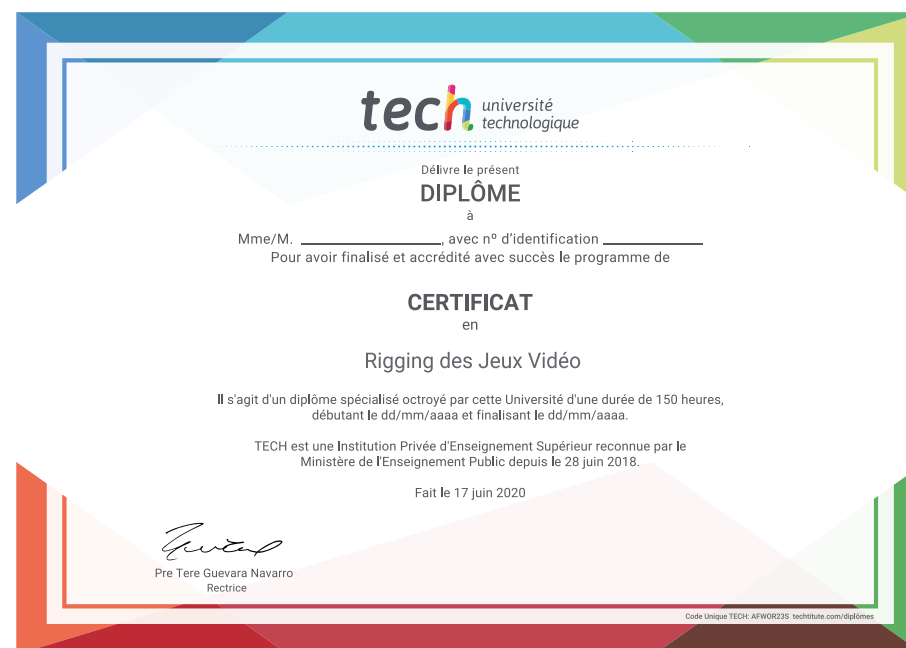 tech université
technologique
Délivre le présent
DIPLÔME
à
Mme/M. ____________________, avec nº d'identification ______________
Pour avoir finalisé et accrédité avec succès le programme de
CERTIFICAT
en
Rigging des Jeux Vidéo
Il s'agit d'un diplôme spécialisé octroyé par cette Université d'une durée de 150 heures,
débutant le dd/mm/aaaa et finalisant le dd/mm/aaaa.
TECH est une Institution Privée d'Enseignement Supérieur reconnue par le
Ministère de l'Enseignement Public depuis le 28 juin 2018.
Fait le 17 juin 2020
Pre Tere Guevara Navarro
Rectrice
Code Unique TECH: AFWOR23S techtitute.com/diplômes